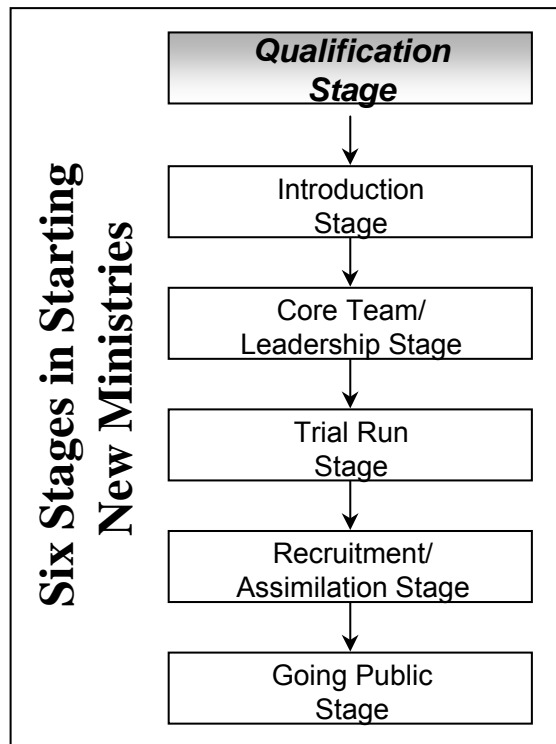 Six Stages in Starting
New Ministries
Qualification
Stage
Introduction
Stage
Core Team/
Leadership Stage
Trial Run
Stage
Recruitment/
Assimilation Stage
Going Public
Stage